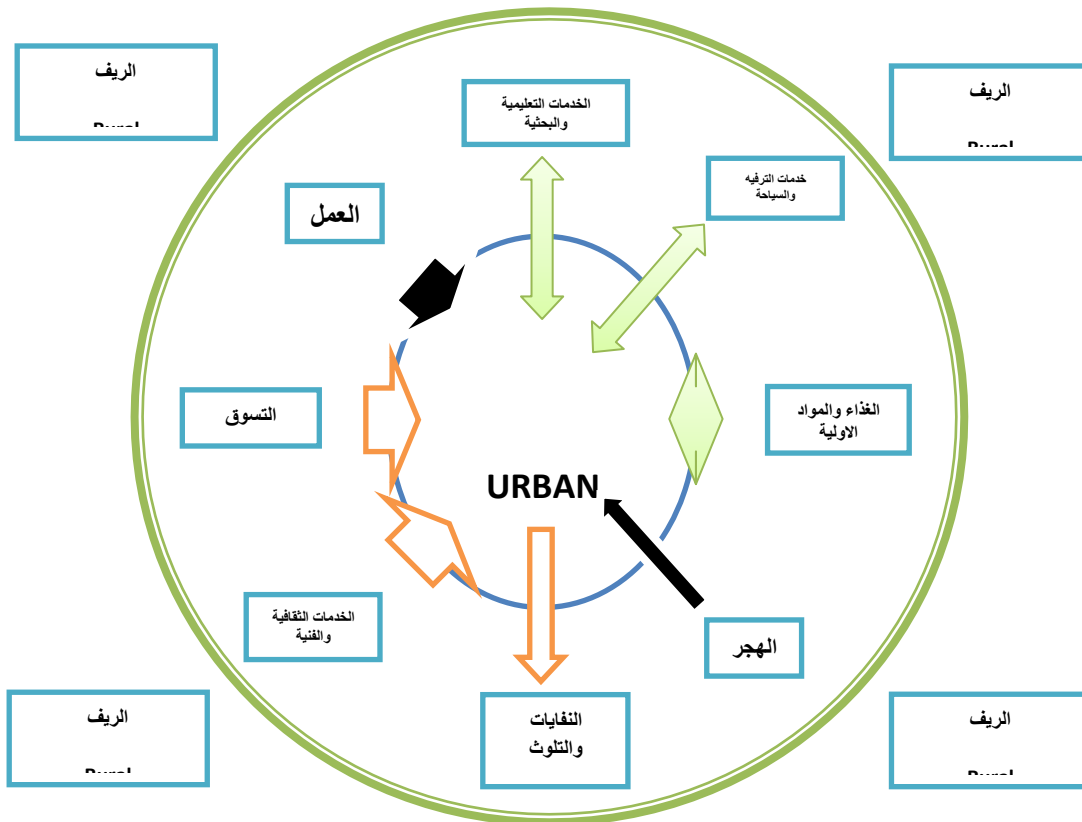 الريف
الريف
الخدمات التعليمية
والبحثية
خدمات الترفيه
والسياحة
العمل
التسوق
الغذاء والمواد
الاولية
URBAN
الخدمات الثقافية
والفنية
الهجر
النفايات
والتلوث
الريف
الريف